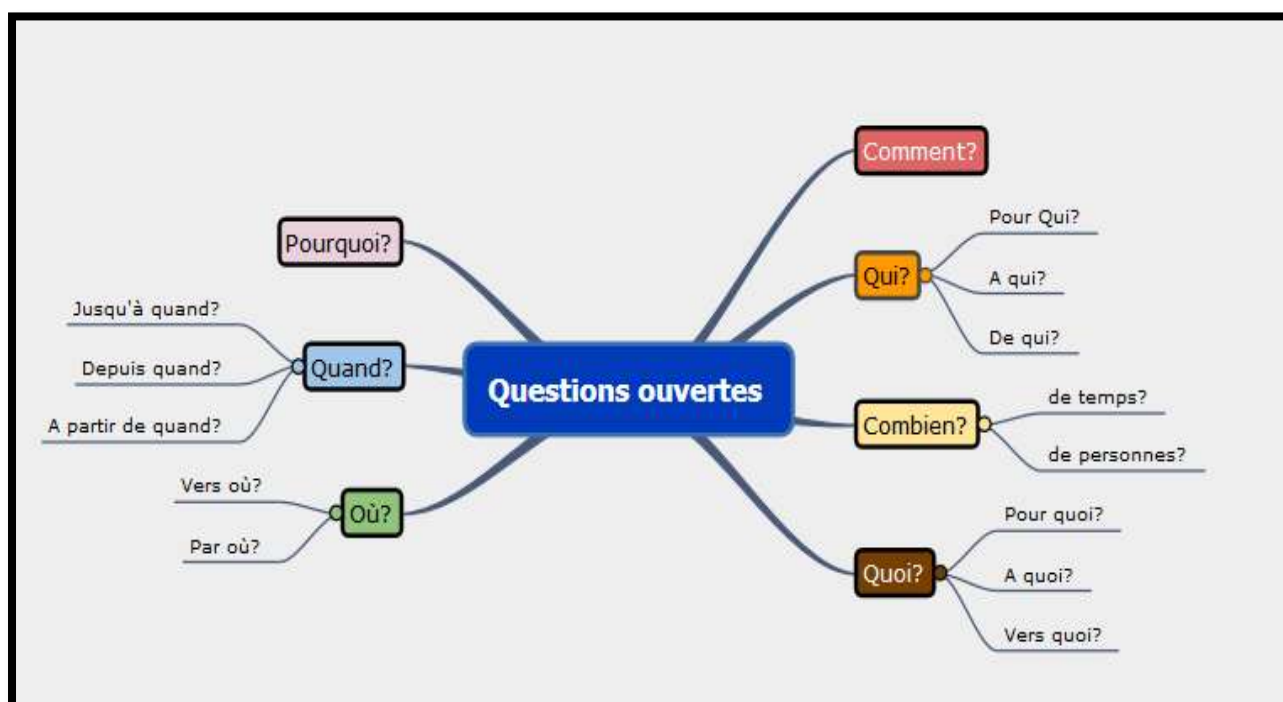 Questions ouvertes
Comment?
Qui?
Pour Qui?
A qui?
De qui?
Combien?
de temps?
de personnes?
Quoi?
Pour quoi?
A quoi?
Vers quoi?
Pourquoi?
Quand?
Jusqu'à quand?
Depuis quand?
A partir de quand?
Où?
Vers où?
Par où?